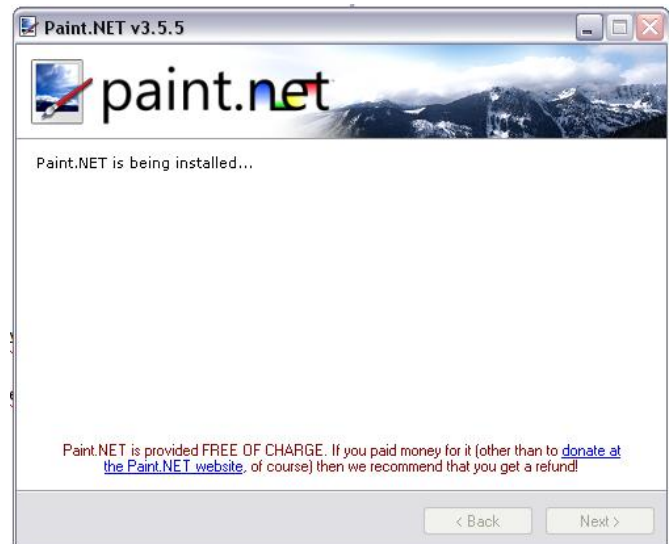 Paint.NET v3.5.5
paint.net
Paint.NET is being installed...
Paint.NET is provided FREE OF CHARGE. If you paid money for it (other than to donate at
the Paint.NET website, of course) then we recommend that you get a refund!
< Back Next >